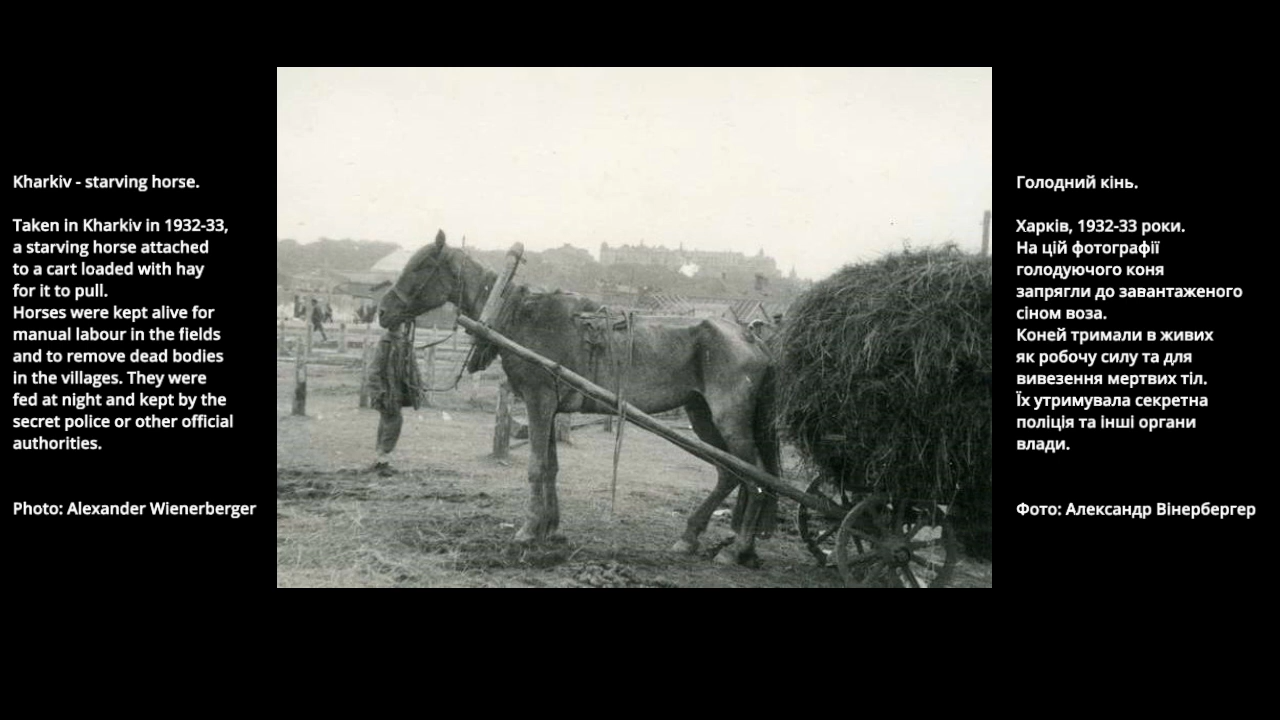 Kharkiv - starving horse.
Taken in Kharkiv in 1932-33,
a starving horse attached
to a cart loaded with hay
for it to pull.
Horses were kept alive for
manual labour in the fields
and to remove dead bodies
in the villages. They were
fed at night and kept by the
secret police or other official
authorities.
Photo: Alexander Wienerberger
Голодний кінь.
Харків, 1932-33 роки.
На цій фотографії
голодуючого коня
запрягли до завантаженого
сіном воза.
Коней тримали в живих
як робочу силу та для
вивезення мертвих тіл.
Їх утримувала секретна
поліція та інші органи
влади.
Фото: Александр Вінербергер